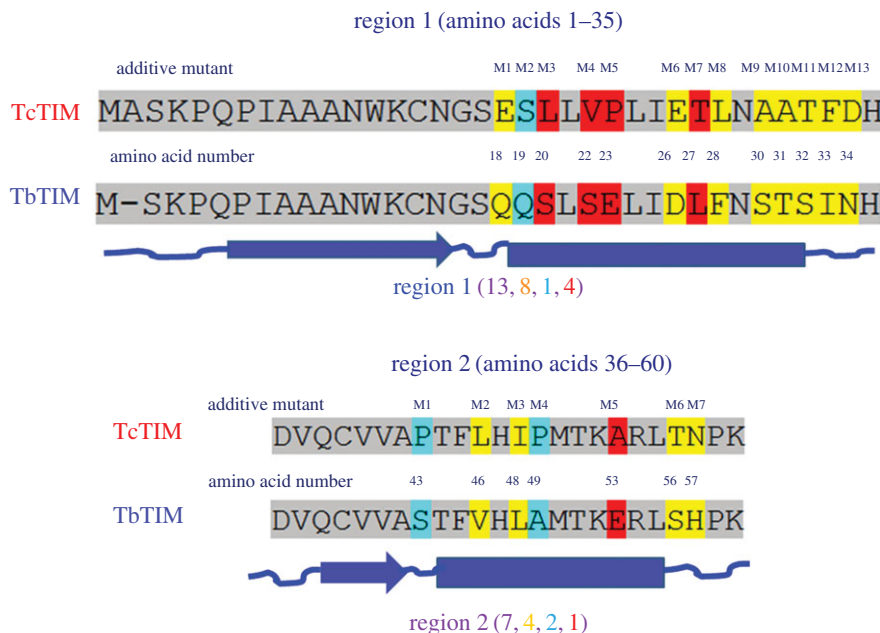 region 1 (amino acids 1–35)
additive mutant M1 M2 M3 M4 M5 M6 M7 M8 M9 M10 M11 M12 M13
TcTIM MASKPQPIAAANWKCNGSESLLVPLIETLNAATFDH
amino acid number 18 19 20 22 23 26 27 28 30 31 32 33 34
TbTIM M-SKPQPIAAANWKCNGSQQSLSELIDLFNSTSINH
region 1 (13, 8, 1, 4)
region 2 (amino acids 36–60)
additive mutant M1 M2 M3 M4 M5 M6 M7
TcTIM DVQCVVAPTFLHIPMTKARLTNPK
amino acid number 43 46 48 49 53 56 57
TbTIM DVQCVVASTFVHLAMTKERLSHPK
region 2 (7, 4, 2, 1)